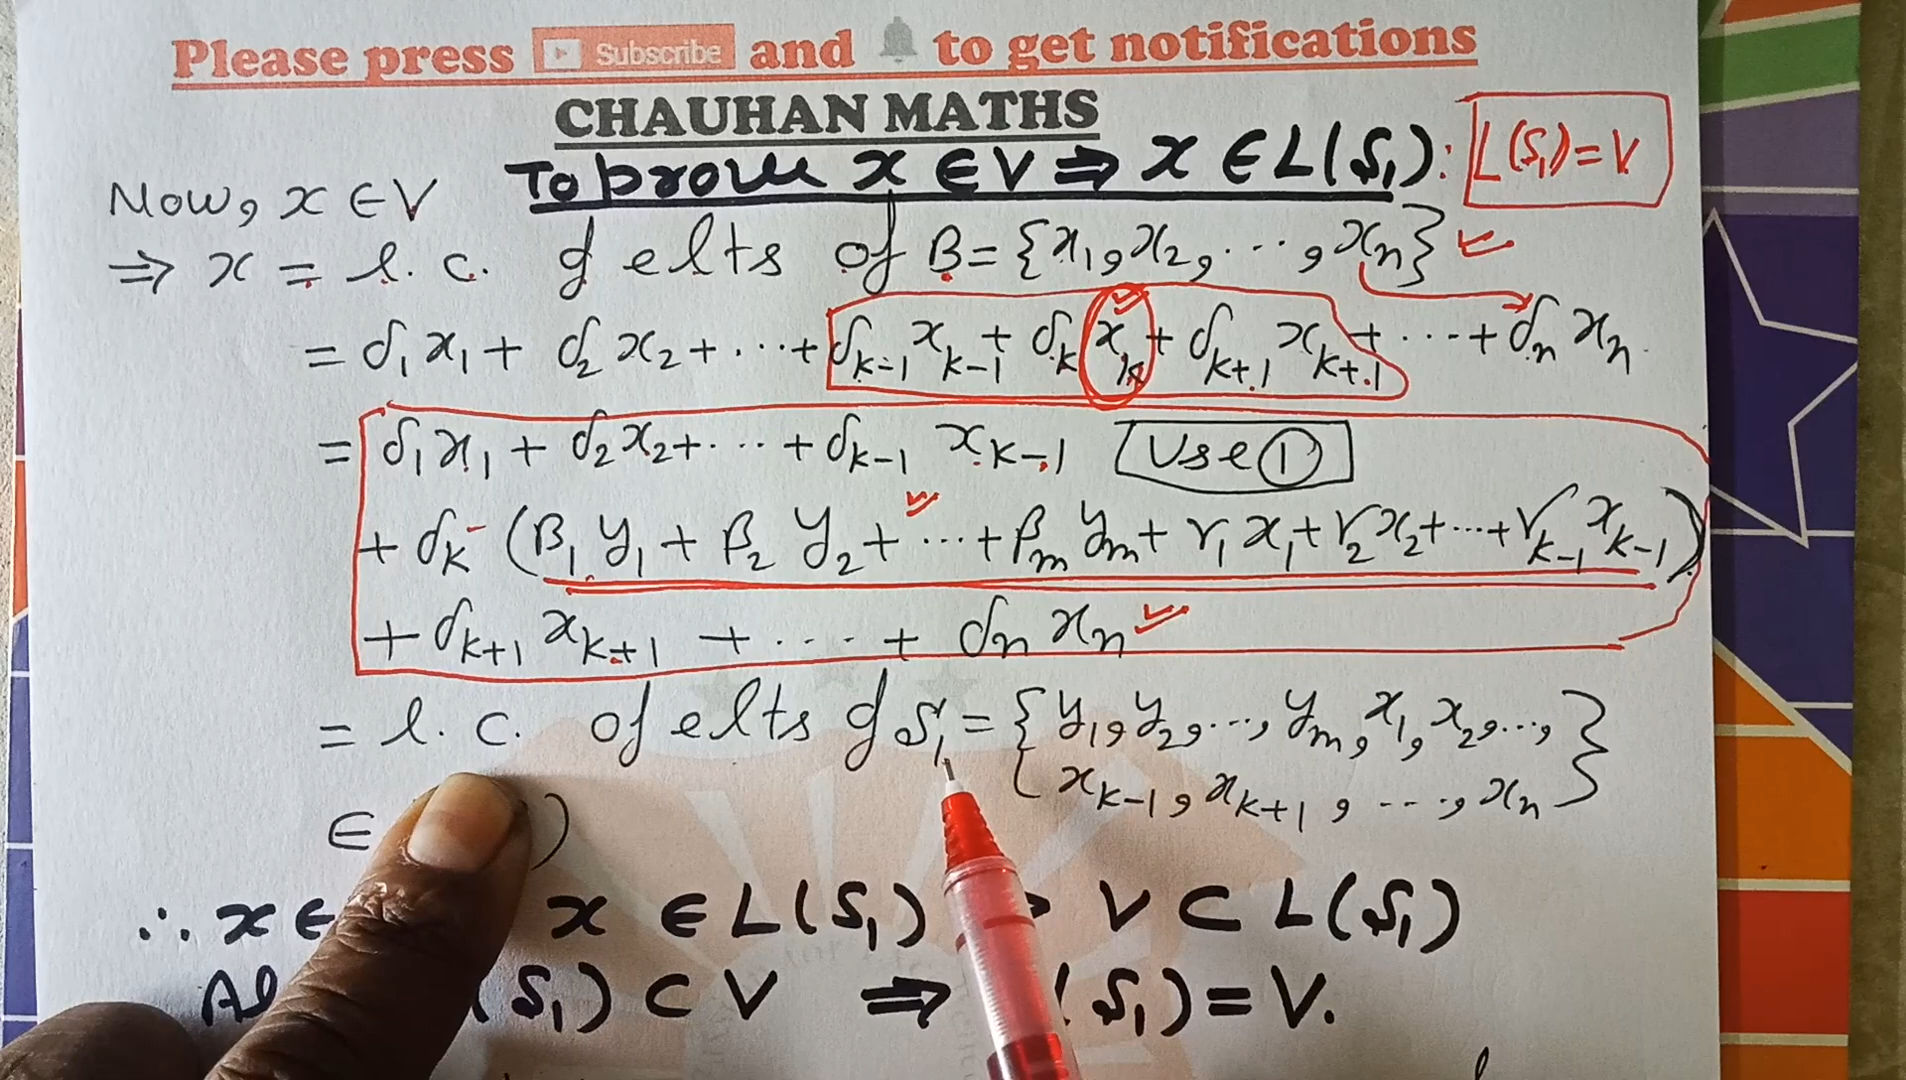 Please press Subscribe and to get notifications
CHAUHAN MATHS
To prove x ∈ V ⇒ x ∈ L(S₁): L(S₁) = V
Now, x ∈ V
⇒ x = l. c. of elts of B = {x₁, x₂, ..., xₙ}
= δ₁x₁ + δ₂x₂ + ... + δₖ₋₁xₖ₋₁ + δₖxₖ + δₖ₊₁xₖ₊₁ + ... + δₙxₙ.
= δ₁x₁ + δ₂x₂ + ... + δₖ₋₁ xₖ₋₁ Use ①
+ δₖ (β₁y₁ + β₂y₂ + ... + βₘyₘ + γ₁x₁ + γ₂x₂ + ... + γₖ₋₁xₖ₋₁)
+ δₖ₊₁xₖ₊₁ + .... + δₙxₙ
= l. c. of elts of S₁ = {y₁, y₂, ..., yₘ, x₁, x₂, ...,
xₖ₋₁, xₖ₊₁, ...., xₙ}
∈ )
∴ x ∈ x ∈ L(S₁) V ⊂ L(S₁)
(S₁) ⊂ V ⇒ (S₁) = V.